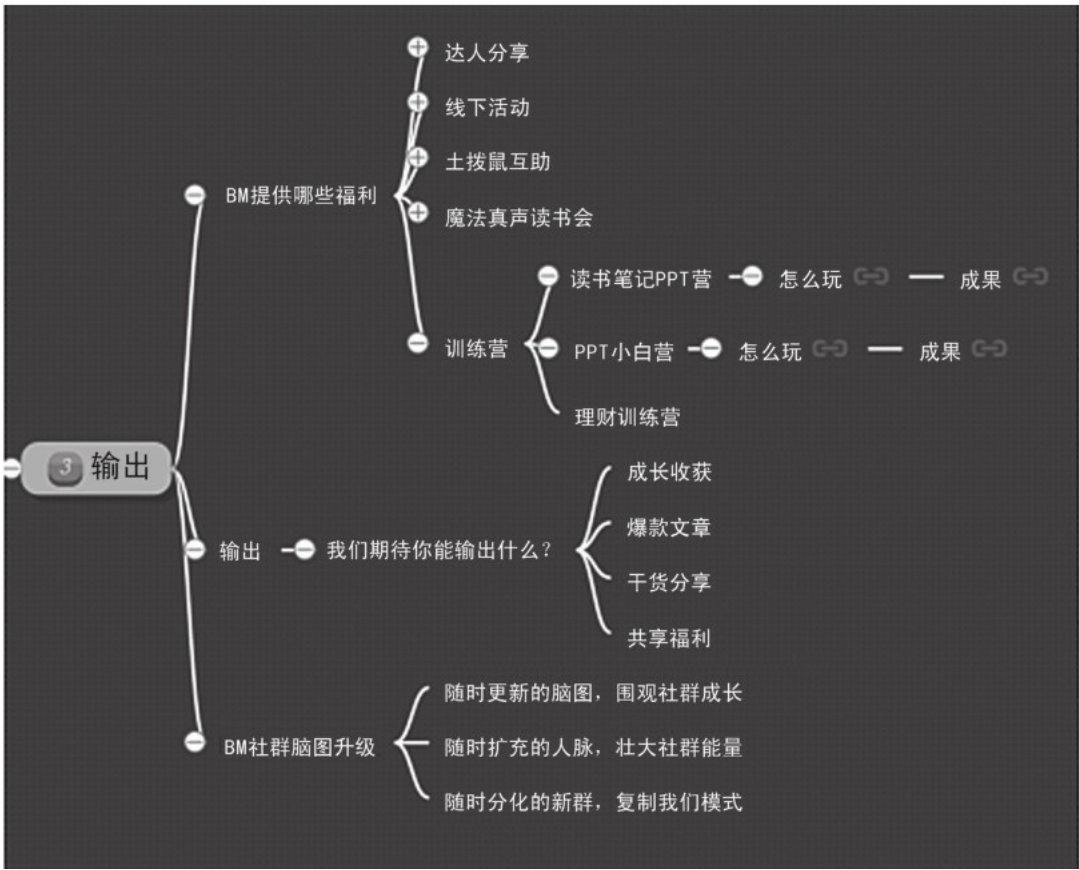 达人分享
线下活动
土拨鼠互助
BM提供哪些福利
魔法真声读书会
读书笔记PPT营 怎么玩 成果
训练营
PPT小白营 怎么玩 成果
理财训练营
3 输出
成长收获
爆款文章
输出 我们期待你能输出什么？
干货分享
共享福利
随时更新的脑图，围观社群成长
BM社群脑图升级
随时扩充的人脉，壮大社群能量
随时分化的新群，复制我们模式